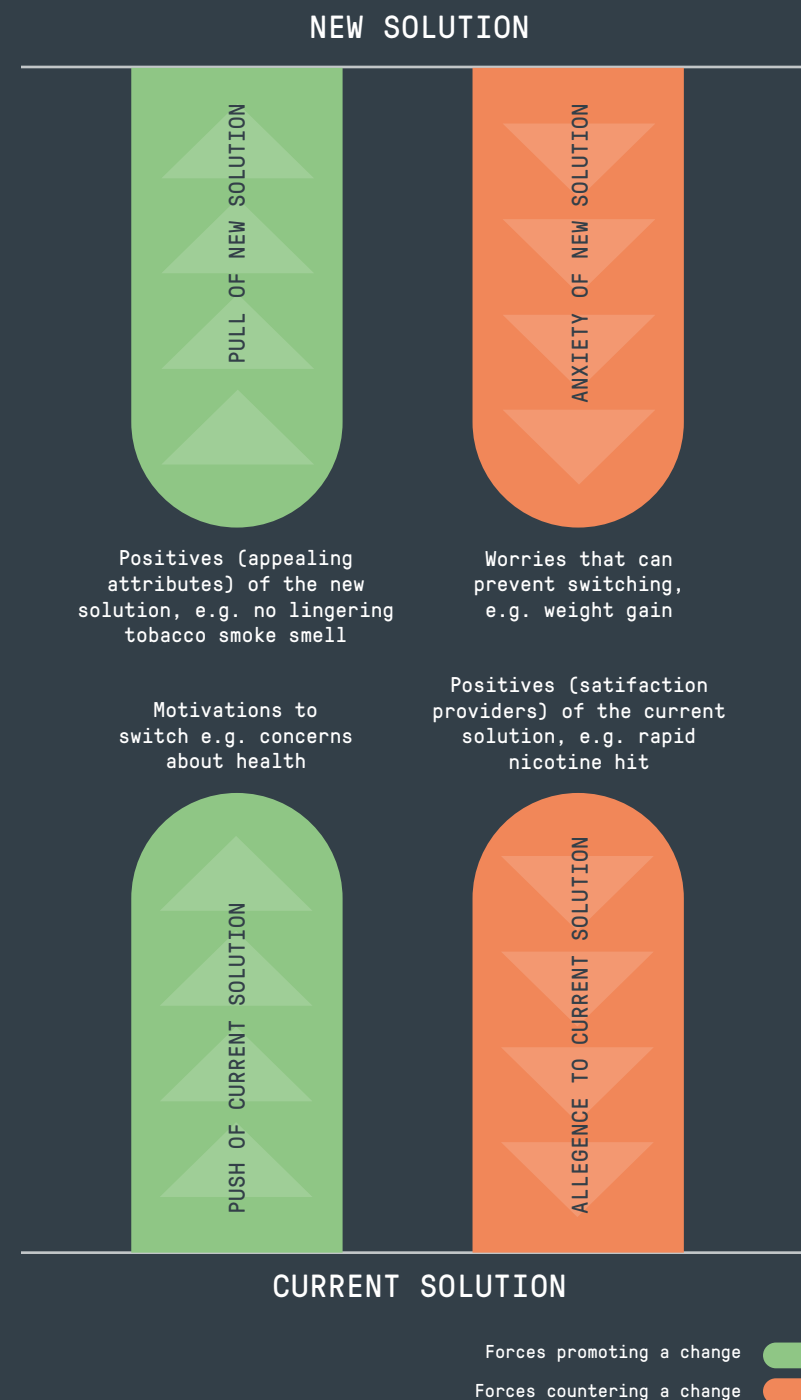 NEW SOLUTION
PULL OF NEW SOLUTION
ANXIETY OF NEW SOLUTION
Positives (appealing
attributes) of the new
solution, e.g. no lingering
tobacco smoke smell
Worries that can
prevent switching,
e.g. weight gain
Motivations to
switch e.g. concerns
about health
Positives (satifaction
providers) of the current
solution, e.g. rapid
nicotine hit
PUSH OF CURRENT SOLUTION
ALLEGENCE TO CURRENT SOLUTION
CURRENT SOLUTION
Forces promoting a change
Forces countering a change